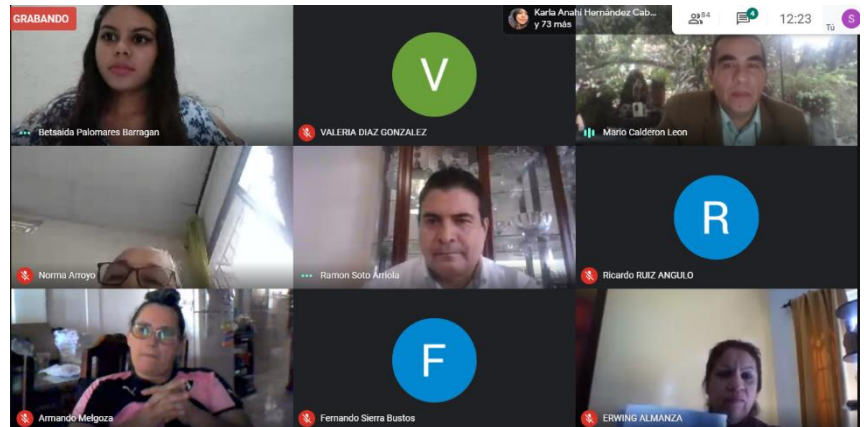 GRABANDO
Karla Anahí Hernández Cab...
y 73 más
84
4
12:23
Tú
S
Betsaida Palomares Barragan
V
VALERIA DIAZ GONZALEZ
Mario Calderon Leon
Norma Arroyo
Ramon Soto Arriola
R
Ricardo RUIZ ANGULO
Armando Melgoza
F
Fernando Sierra Bustos
ERWING ALMANZA